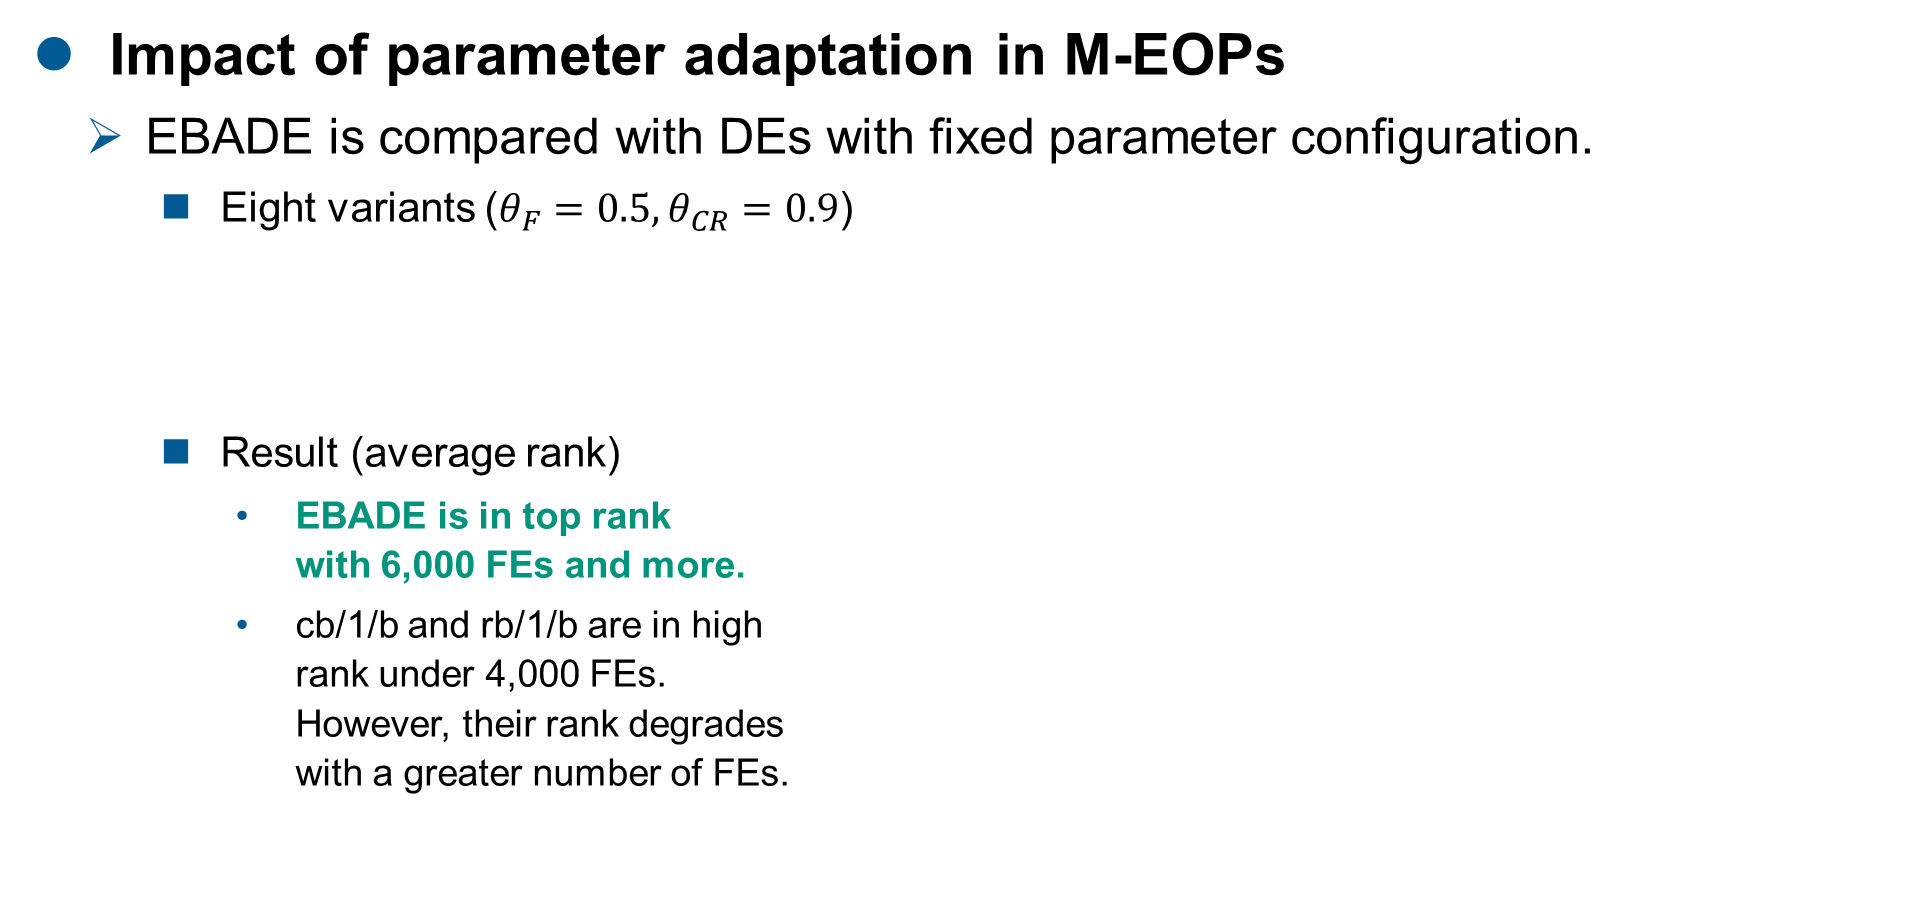 Impact of parameter adaptation in M-EOPs
EBADE is compared with DEs with fixed parameter configuration.
Eight variants (𝜃_𝐹 = 0.5, 𝜃_𝐶𝑅 = 0.9)
Result (average rank)
EBADE is in top rank
with 6,000 FEs and more.
cb/1/b and rb/1/b are in high
rank under 4,000 FEs.
However, their rank degrades
with a greater number of FEs.